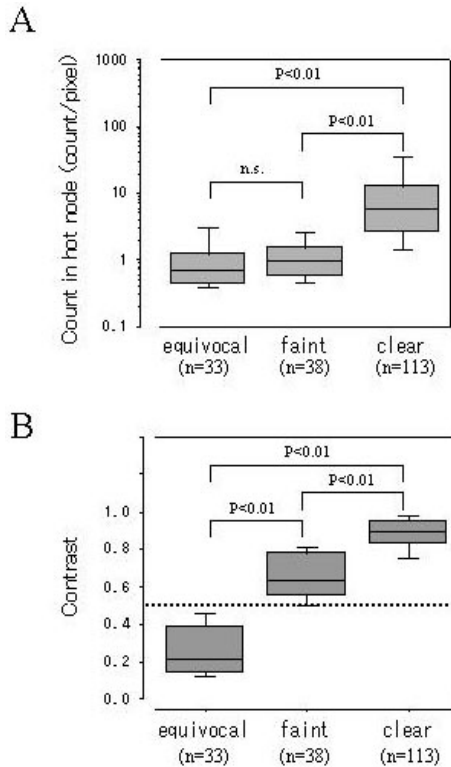 A
Count in hot node (count/pixel)
1000
100
10
1
0.1
P<0.01
P<0.01
n.s.
equivocal
(n=33)
faint
(n=38)
clear
(n=113)
B
Contrast
1.0
0.8
0.6
0.4
0.2
0.0
P<0.01
P<0.01
P<0.01
equivocal
(n=33)
faint
(n=38)
clear
(n=113)